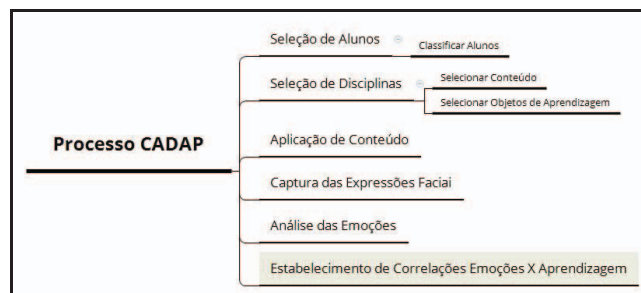 Processo CADAP
Seleção de Alunos
Classificar Alunos
Seleção de Disciplinas
Selecionar Conteúdo
Selecionar Objetos de Aprendizagem
Aplicação de Conteúdo
Captura das Expressões Faciai
Análise das Emoções
Estabelecimento de Correlações Emoções X Aprendizagem